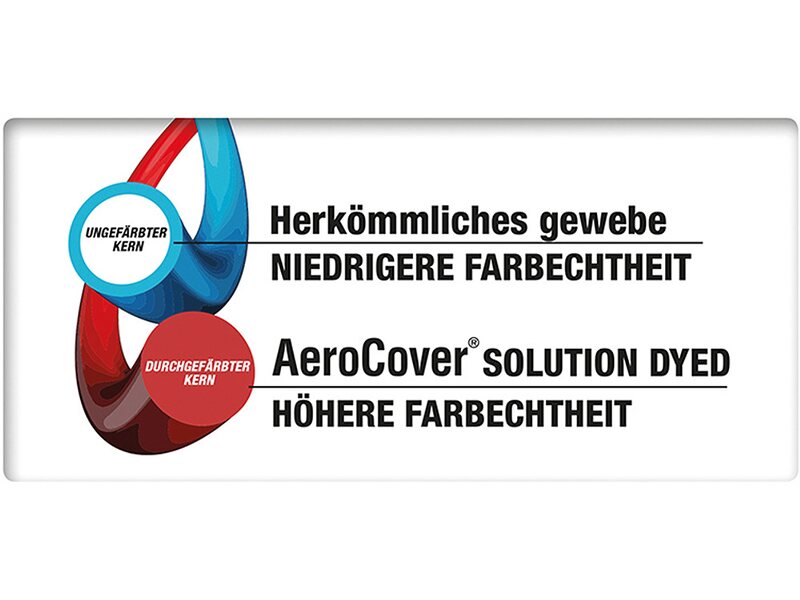 UNGEFÄRBTER
KERN
Herkömmliches gewebe
NIEDRIGERE FARBECHTHEIT
DURCHGEFÄRBTER
KERN
AeroCover® SOLUTION DYED
HÖHERE FARBECHTHEIT